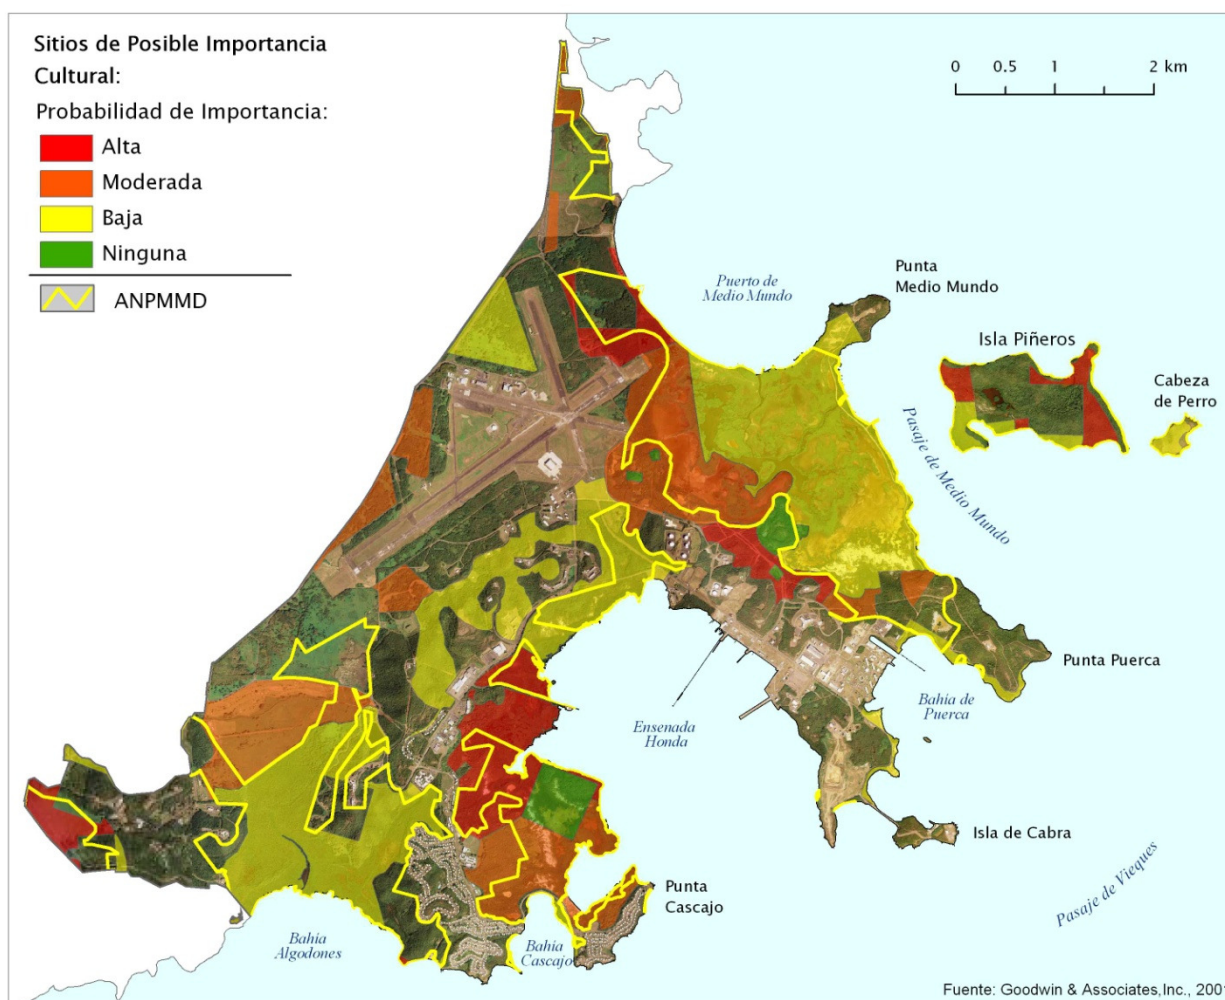 Sitios de Posible Importancia
Cultural:
Probabilidad de Importancia:
Alta
Moderada
Baja
Ninguna
ANPMMD
0 0.5 1 2 km
Puerto de
Medio Mundo
Punta
Medio Mundo
Isla Piñeros
Cabeza
de Perro
Pasaje de Medio Mundo
Punta Puerca
Bahía de
Puerca
Ensenada
Honda
Isla de Cabra
Pasaje de Vieques
Punta
Cascajo
Bahía
Algodones
Bahía
Cascajo
Fuente: Goodwin & Associates,Inc., 200